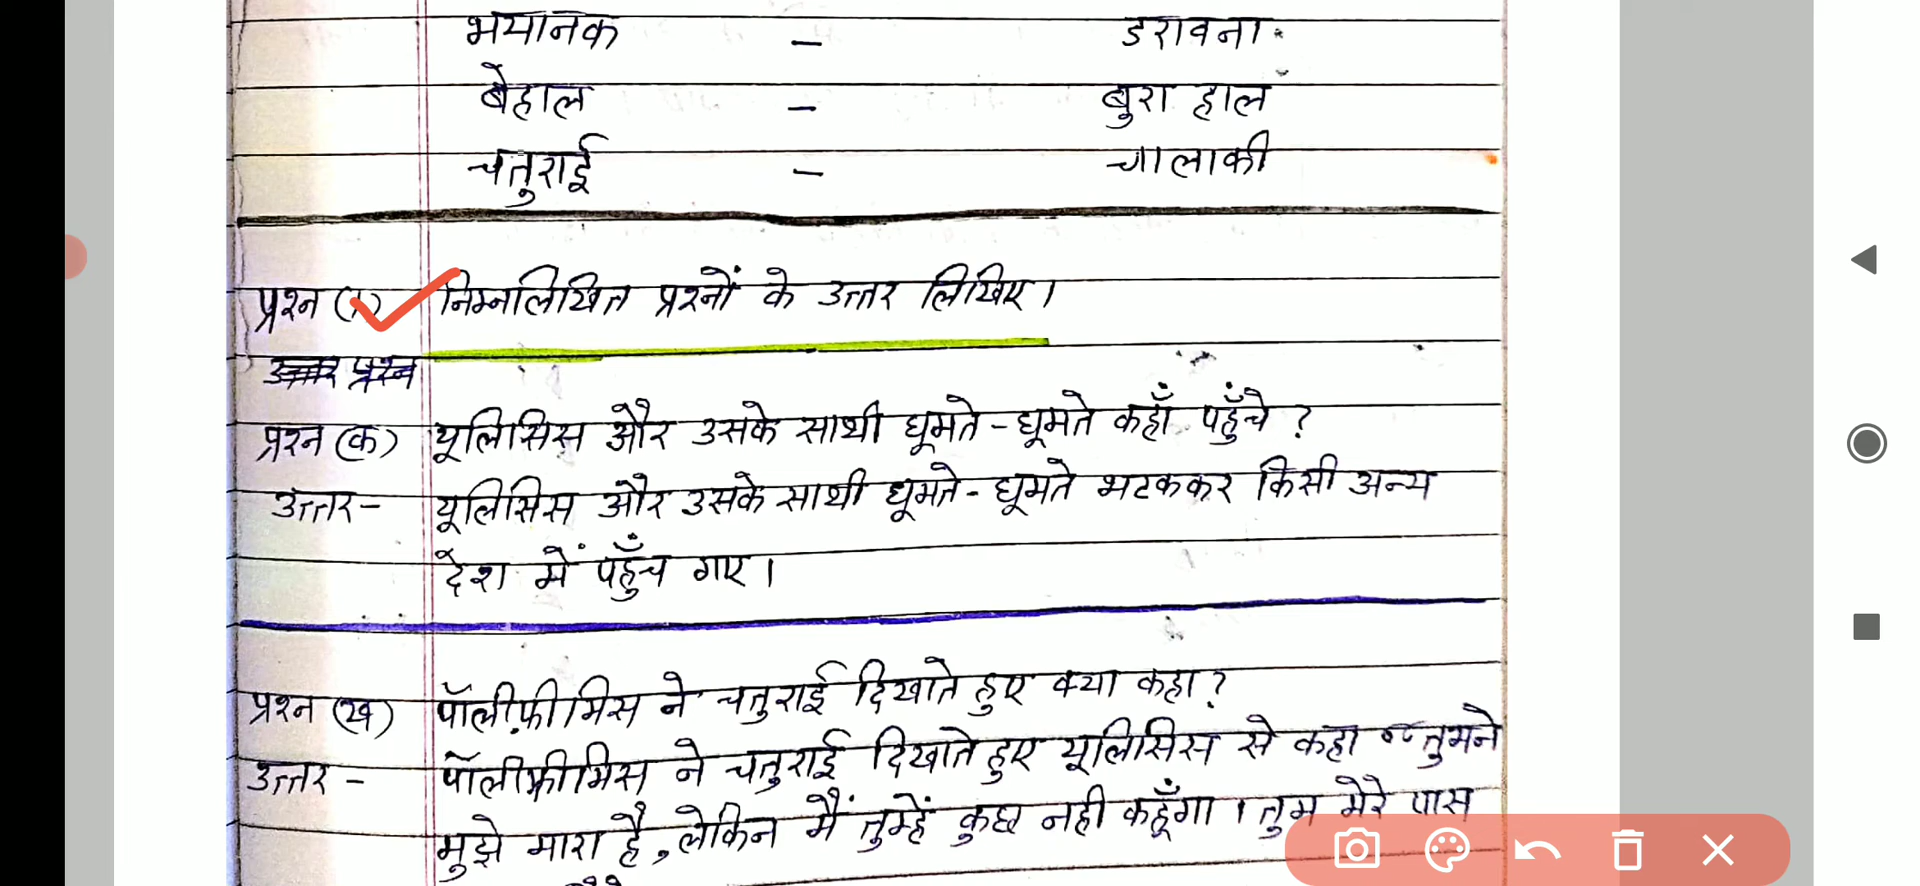 भयानक - डरावना
बेहाल - बुरा हाल
चतुराई - चालाकी
प्रश्न निम्नलिखित प्रश्नों के उत्तर लिखिए।
उत्तर प्रश्न
प्रश्न (क) यूलिसिस और उसके साथी घूमते-घूमते कहाँ पहुँचे?
उत्तर- यूलिसिस और उसके साथी घूमते-घूमते भटककर किसी अन्य
देश में पहुँच गए।
प्रश्न (ख) पॉलीफ़ीमिस ने चतुराई दिखाते हुए क्या कहा?
उत्तर - पॉलीफ़ीमिस ने चतुराई दिखाते हुए यूलिसिस से कहा "तुमने
मुझे मारा है, लेकिन मैं तुम्हें कुछ नही कहूँगा। तुम मेरे पास